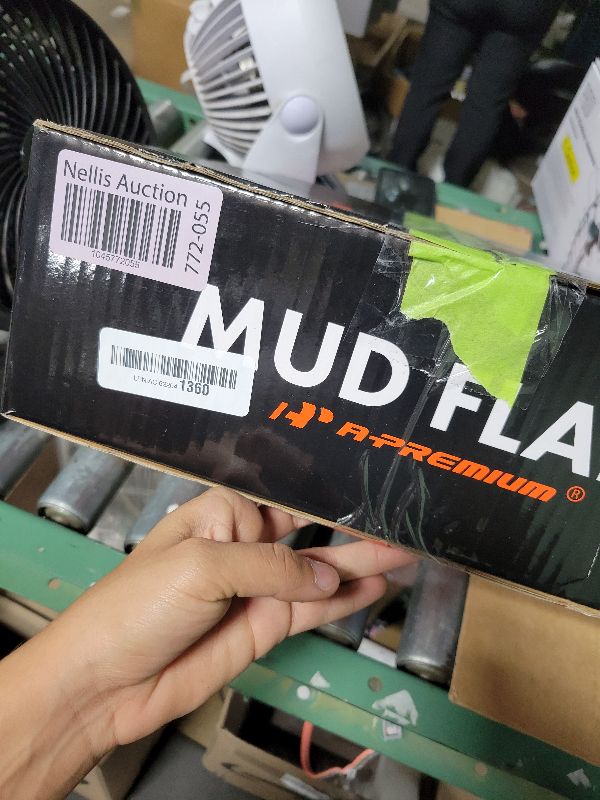 Nellis Auction
1045772055
772-055
MUD FLA
1360
A-PREMIUM ®